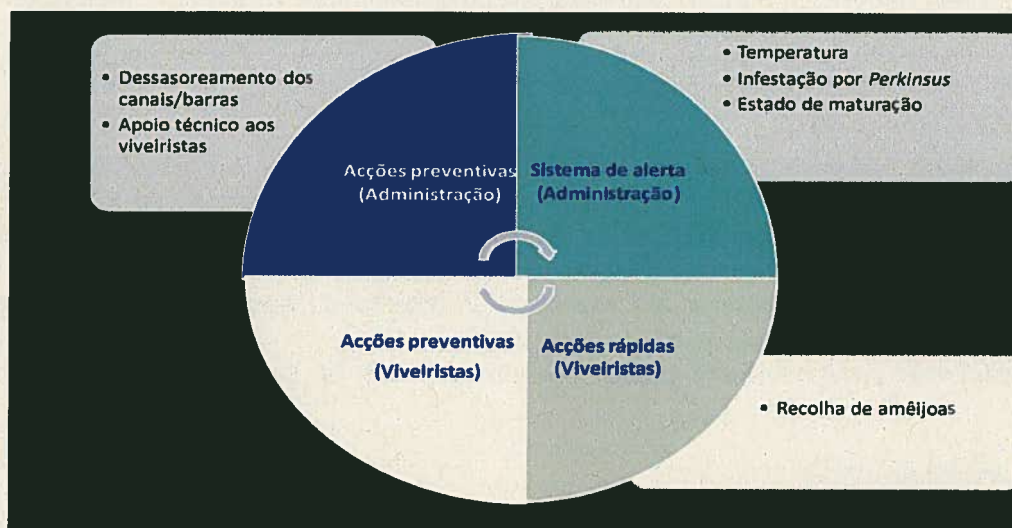 • Dessasoreamento dos
canais/barras
• Apoio técnico aos
viveiristas
• Temperatura
• Infestação por Perkinsus
• Estado de maturação
Acções preventivas
(Administração)
Sistema de alerta
(Administração)
Acções preventivas
(Viveiristas)
Acções rápidas
(Viveiristas)
• Recolha de amêijoas